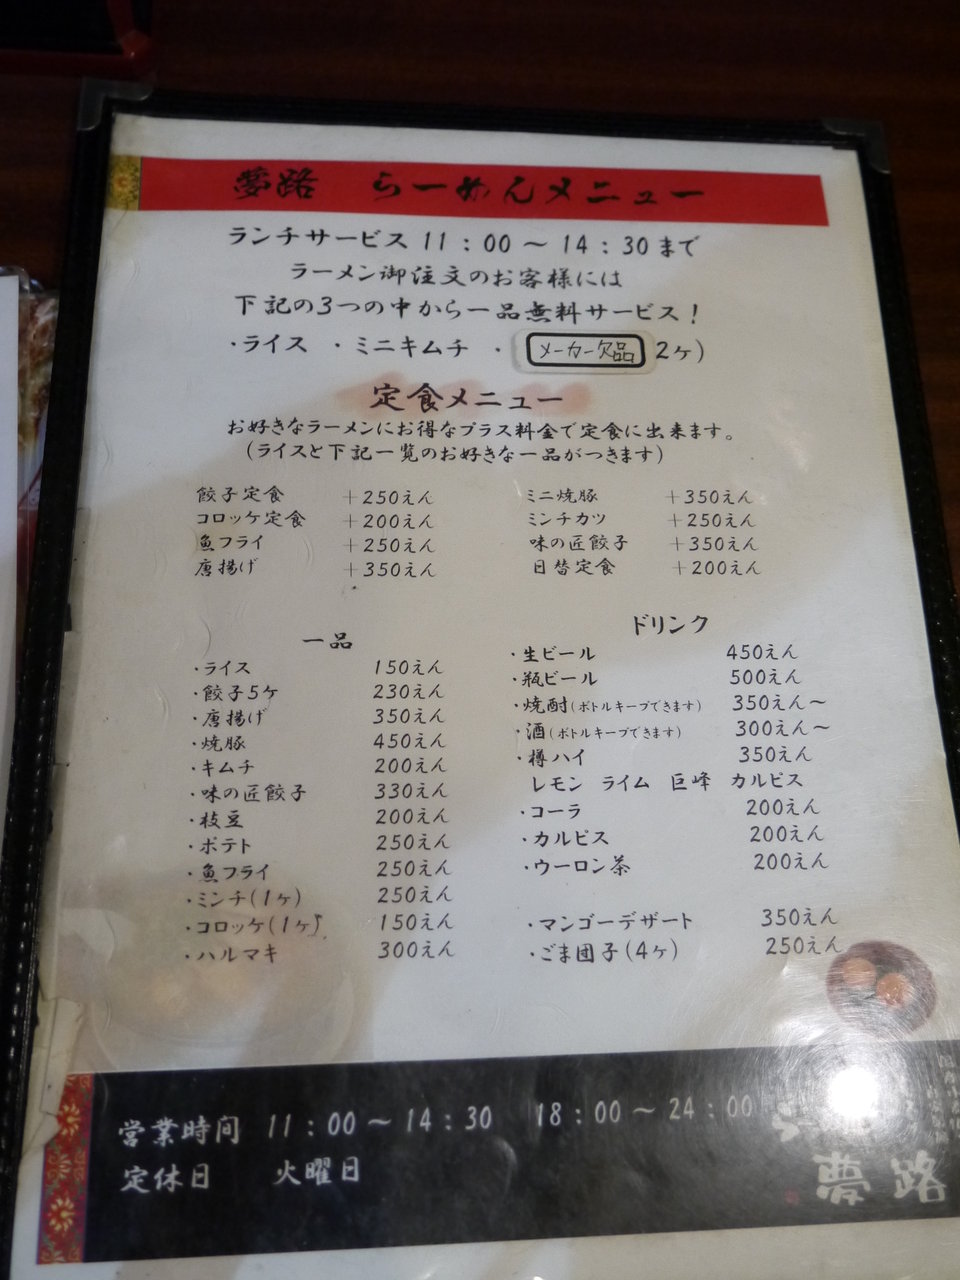 夢路　らーめんメニュー
ランチサービス 11：00～14：30まで
ラーメン御注文のお客様には
下記の3つの中から一品無料サービス！
・ライス ・ミニキムチ ・メーカー欠品 2ヶ）
定食メニュー
お好きなラーメンにお得なプラス料金で定食に出来ます。
（ライスと下記一覧のお好きな一品がつきます）
餃子定食 ＋250えん
コロッケ定食 ＋200えん
魚フライ ＋250えん
唐揚げ ＋350えん
ミニ焼豚 ＋350えん
ミンチカツ ＋250えん
味の匠餃子 ＋350えん
日替定食 ＋200えん
一品
・ライス 150えん
・餃子5ケ 230えん
・唐揚げ 350えん
・焼豚 450えん
・キムチ 200えん
・味の匠餃子 330えん
・枝豆 200えん
・ポテト 250えん
・魚フライ 250えん
・ミンチ（1ヶ） 250えん
・コロッケ（1ヶ） 150えん
・ハルマキ 300えん
ドリンク
・生ビール 450えん
・瓶ビール 500えん
・焼酎（ボトルキープできます） 350えん～
・酒（ボトルキープできます） 300えん～
・樽ハイ 350えん
レモン ライム 巨峰 カルピス
・コーラ 200えん
・カルピス 200えん
・ウーロン茶 200えん
・マンゴーデザート 350えん
・ごま団子（4ヶ） 250えん
営業時間 11：00～14：30 18：00～24：00
定休日 火曜日
夢路